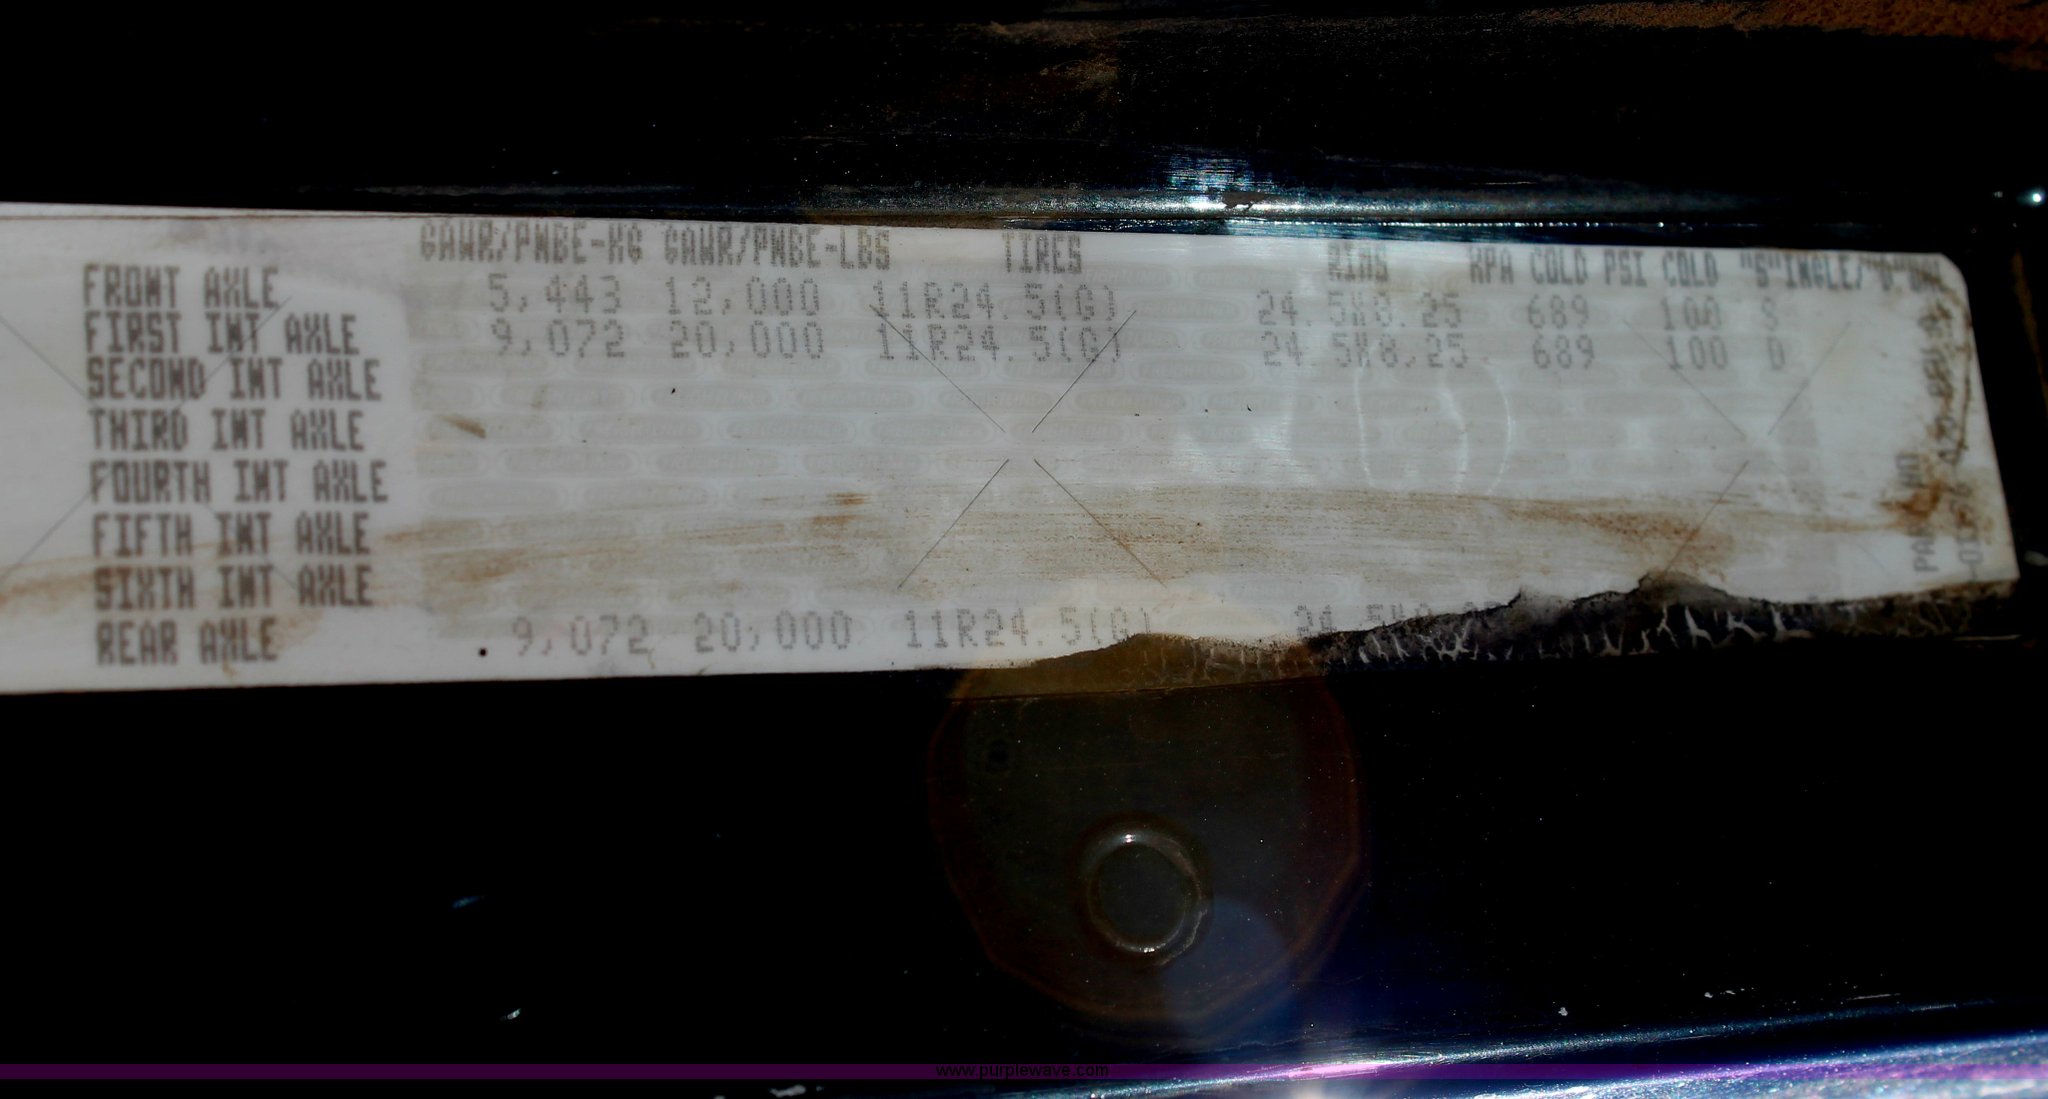 GAWR/PNBE-KG GAWR/PNBE-LBS TIRES RIMS KPA COLD PSI COLD "S"INGLE/"D"UAL
FRONT AXLE 5,443 12,000 11R24.5(G) 24.5X8.25 689 100 S
FIRST INT AXLE 9,072 20,000 11R24.5(G) 24.5X8.25 689 100 D
SECOND INT AXLE
THIRD INT AXLE
FOURTH INT AXLE
FIFTH INT AXLE
SIXTH INT AXLE
REAR AXLE 9,072 20,000 11R24.5(G)
www.purplewave.com